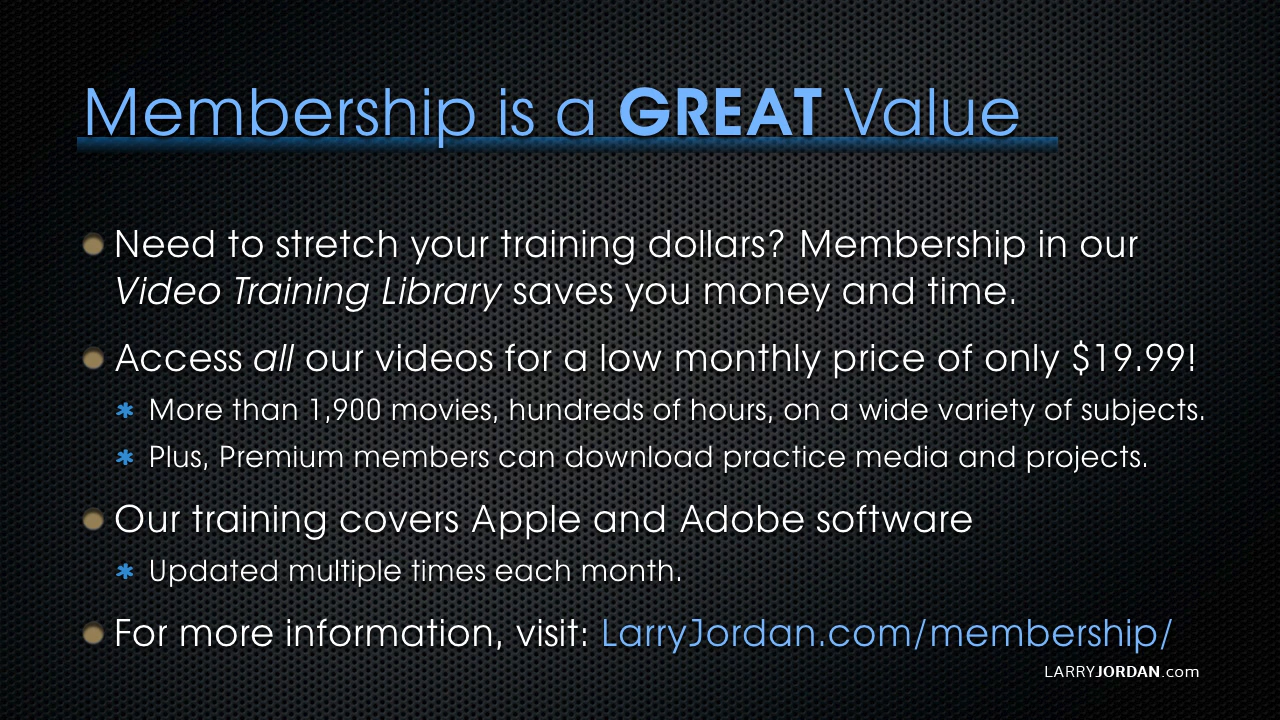 Membership is a GREAT Value
Need to stretch your training dollars? Membership in our
Video Training Library saves you money and time.
Access all our videos for a low monthly price of only $19.99!
More than 1,900 movies, hundreds of hours, on a wide variety of subjects.
Plus, Premium members can download practice media and projects.
Our training covers Apple and Adobe software
Updated multiple times each month.
For more information, visit: LarryJordan.com/membership/
LARRYJORDAN.com